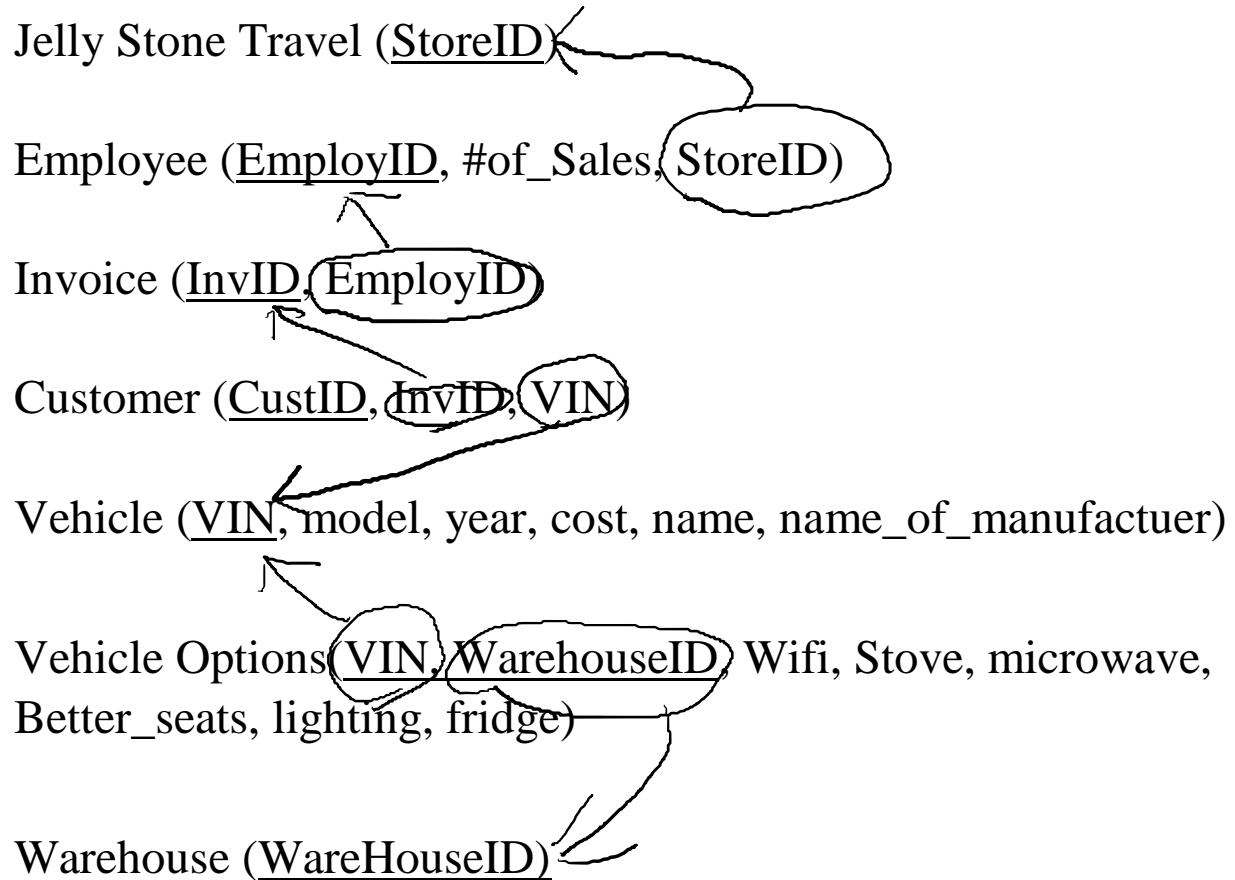 Jelly Stone Travel (StoreID)
Employee (EmployID, #of_Sales, StoreID)
Invoice (InvID, EmployID)
Customer (CustID, InvID, VIN)
Vehicle (VIN, model, year, cost, name, name_of_manufactuer)
Vehicle Options(VIN, WarehouseID, Wifi, Stove, microwave,
Better_seats, lighting, fridge)
Warehouse (WareHouseID)